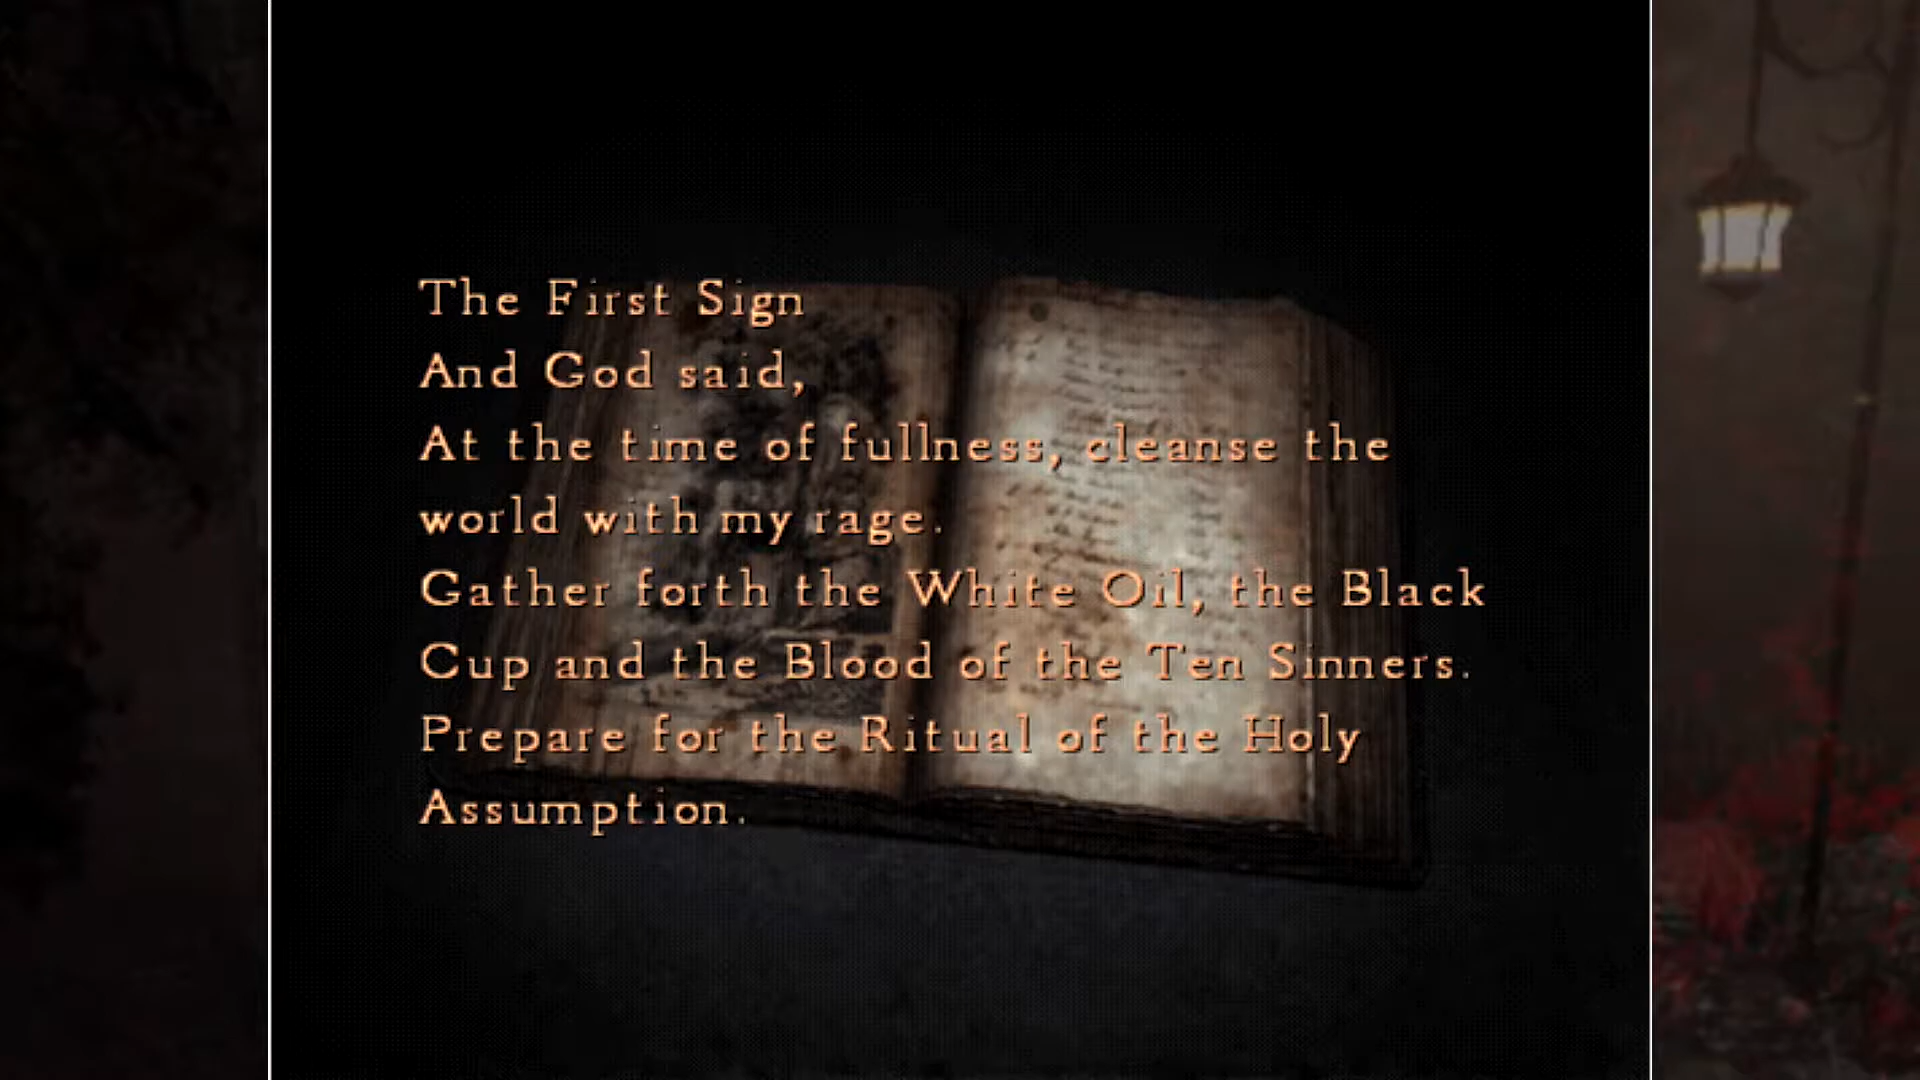 The First Sign
And God said,
At the time of fullness, cleanse the
world with my rage.
Gather forth the White Oil, the Black
Cup and the Blood of the Ten Sinners.
Prepare for the Ritual of the Holy
Assumption.